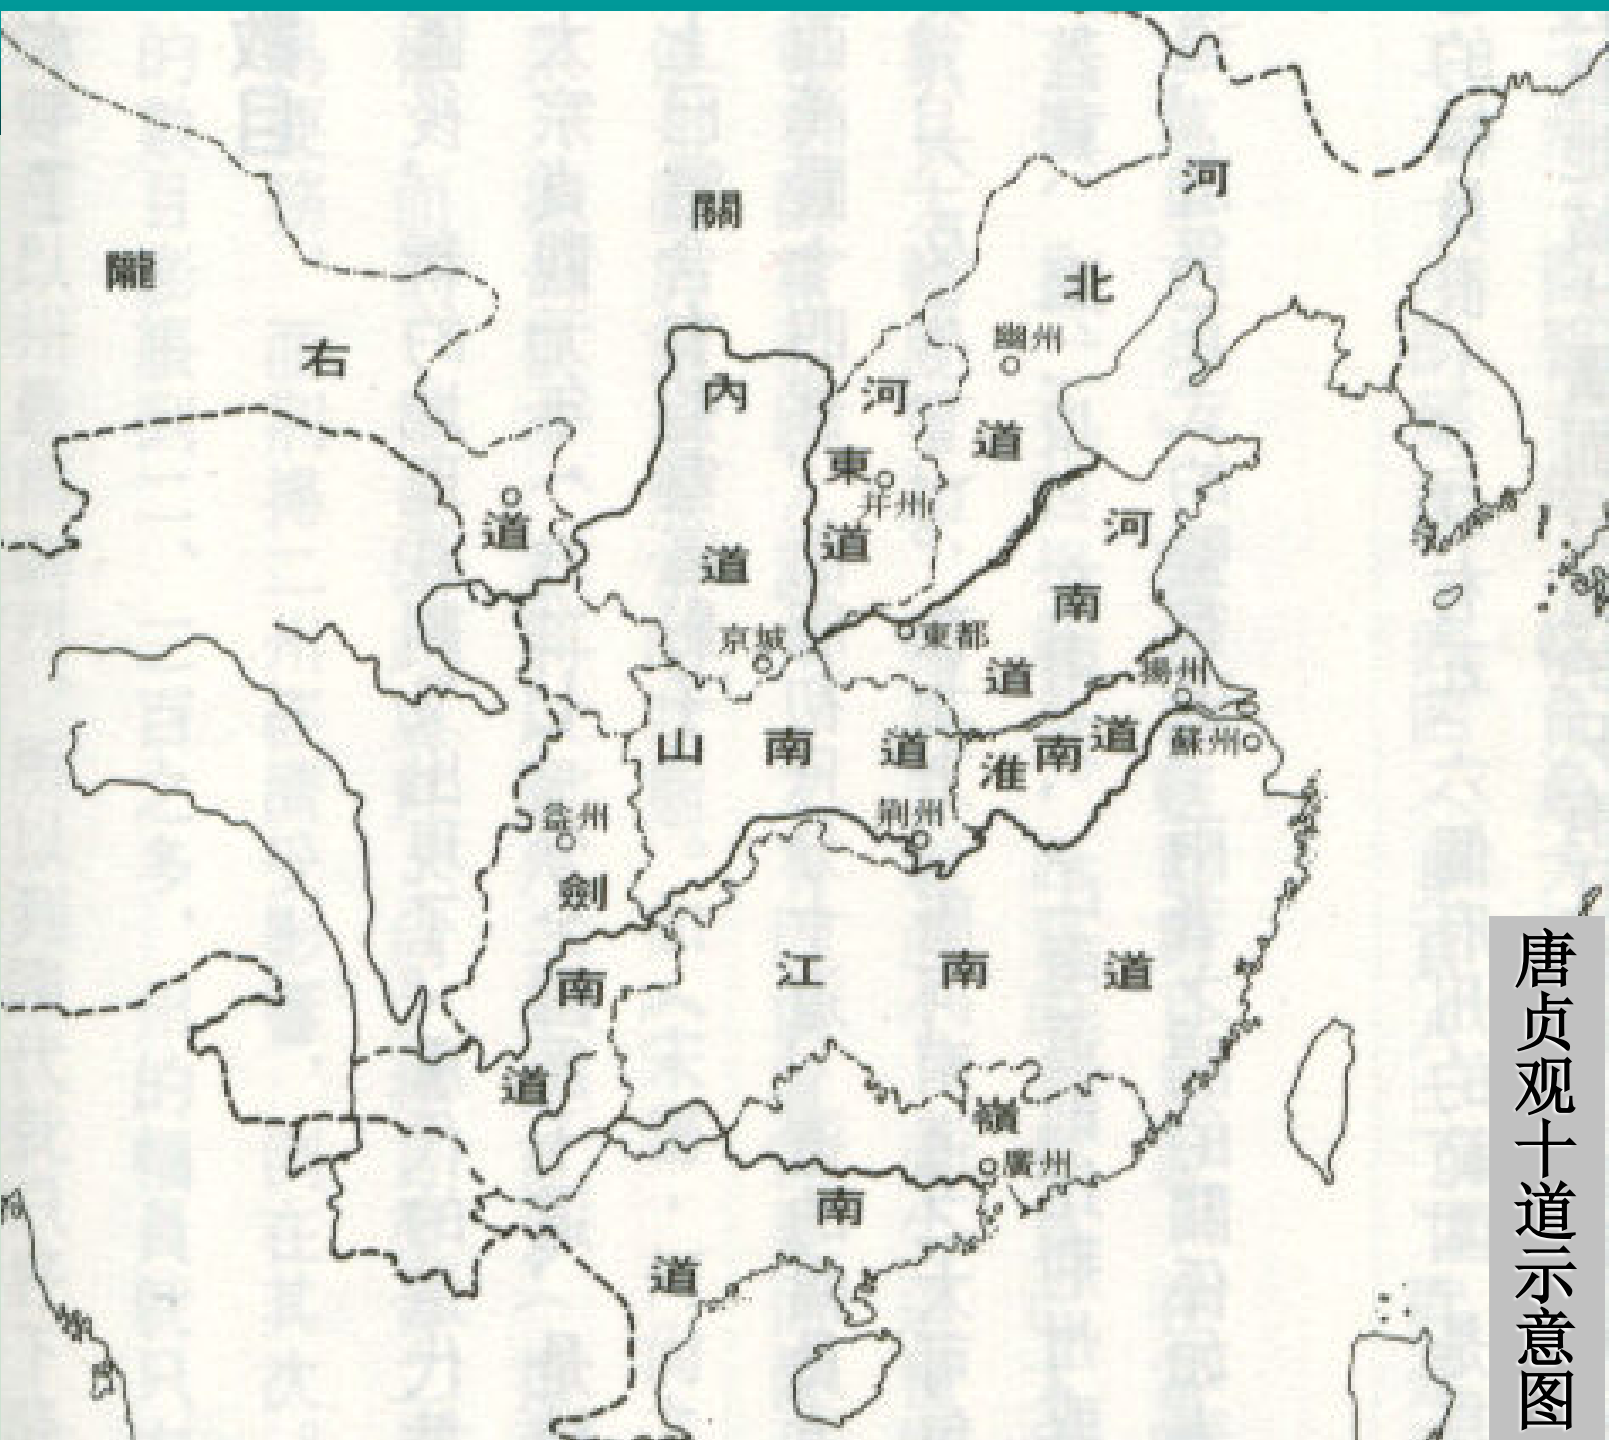 隴右道
關內道
河北道
河東道
河南道
山南道
淮南道
劍南道
江南道
嶺南道
幽州
并州
京城
東都
揚州
蘇州
益州
荆州
廣州
唐贞观十道示意图